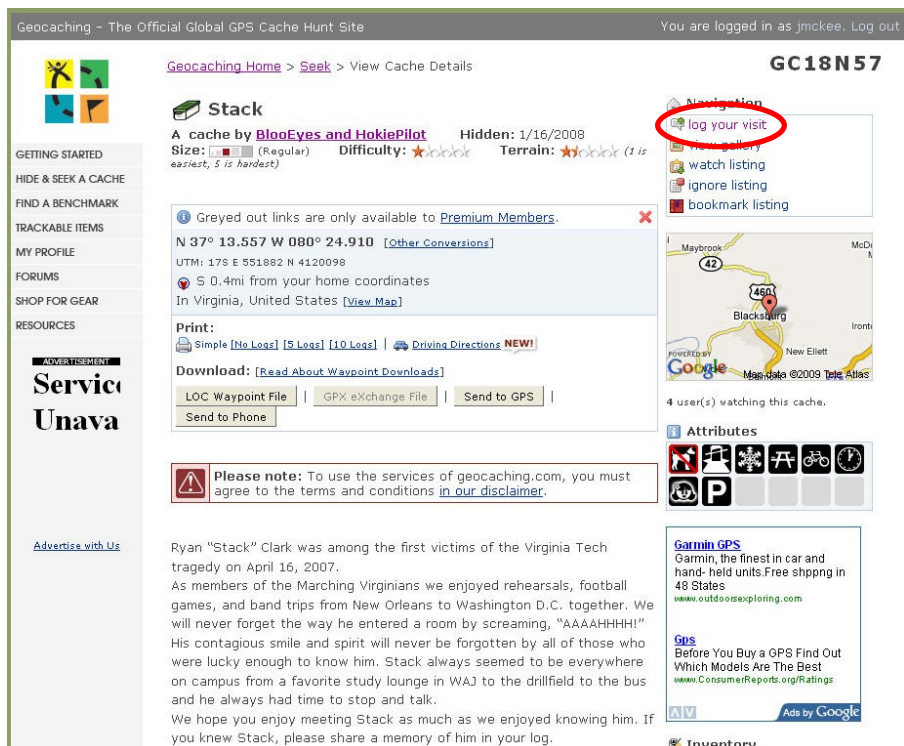 Geocaching - The Official Global GPS Cache Hunt Site
You are logged in as jmckee. Log out
Geocaching Home > Seek > View Cache Details
GC18N57
Stack
A cache by BlooEyes and HokiePilot Hidden: 1/16/2008
Size: (Regular) Difficulty: Terrain: (1 is
easiest, 5 is hardest)
GETTING STARTED
HIDE & SEEK A CACHE
FIND A BENCHMARK
TRACKABLE ITEMS
MY PROFILE
FORUMS
SHOP FOR GEAR
RESOURCES
ADVERTISEMENT
Service
Unava
Advertise with Us
Greyed out links are only available to Premium Members.
N 37° 13.557 W 080° 24.910 [Other Conversions]
UTM: 17S E 551882 N 4120098
S 0.4mi from your home coordinates
In Virginia, United States [View Map]
Print:
Simple [No Logs] [5 Logs] [10 Logs] | Driving Directions NEW!
Download: [Read About Waypoint Downloads]
LOC Waypoint File | GPX eXchange File | Send to GPS |
Send to Phone
Please note: To use the services of geocaching.com, you must
agree to the terms and conditions in our disclaimer.
Ryan "Stack" Clark was among the first victims of the Virginia Tech
tragedy on April 16, 2007.
As members of the Marching Virginians we enjoyed rehearsals, football
games, and band trips from New Orleans to Washington D.C. together. We
will never forget the way he entered a room by screaming, "AAAAHHHH!"
His contagious smile and spirit will never be forgotten by all of those who
were lucky enough to know him. Stack always seemed to be everywhere
on campus from a favorite study lounge in WAJ to the drillfield to the bus
and he always had time to stop and talk.
We hope you enjoy meeting Stack as much as we enjoyed knowing him. If
you knew Stack, please share a memory of him in your log.
Navigation
log your visit
view gallery
watch listing
ignore listing
bookmark listing
Maybrook
McD
42
460
Blacksburg
Iront
New Ellett
POWERED BY
Google
Map data ©2009 Tele Atlas
4 user(s) watching this cache.
Attributes
P
Garmin GPS
Garmin, the finest in car and
hand- held units.Free shppng in
48 States
www.outdoorsexploring.com
Gps
Before You Buy a GPS Find Out
Which Models Are The Best
www.ConsumerReports.org/Ratings
Ads by Google
Inventory